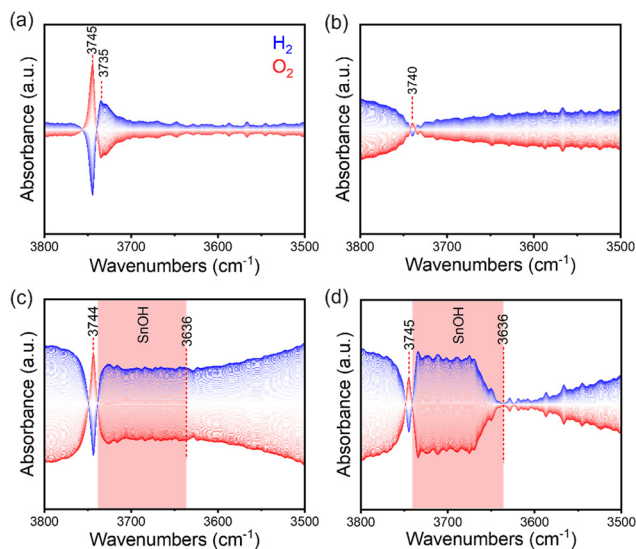 (a)
3745
3735
H₂
O₂
Absorbance (a.u.)
3800 3700 3600 3500
Wavenumbers (cm⁻¹)
(b)
3740
Absorbance (a.u.)
3800 3700 3600 3500
Wavenumbers (cm⁻¹)
(c)
3744
SnOH
3636
Absorbance (a.u.)
3800 3700 3600 3500
Wavenumbers (cm⁻¹)
(d)
3745
SnOH
3636
Absorbance (a.u.)
3800 3700 3600 3500
Wavenumbers (cm⁻¹)